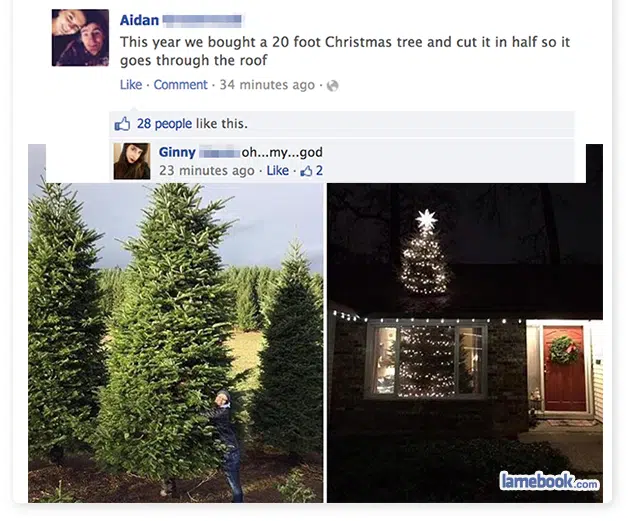 Aidan
This year we bought a 20 foot Christmas tree and cut it in half so it
goes through the roof
Like · Comment · 34 minutes ago ·
28 people like this.
Ginny oh...my...god
23 minutes ago · Like · 2
lamebook.com